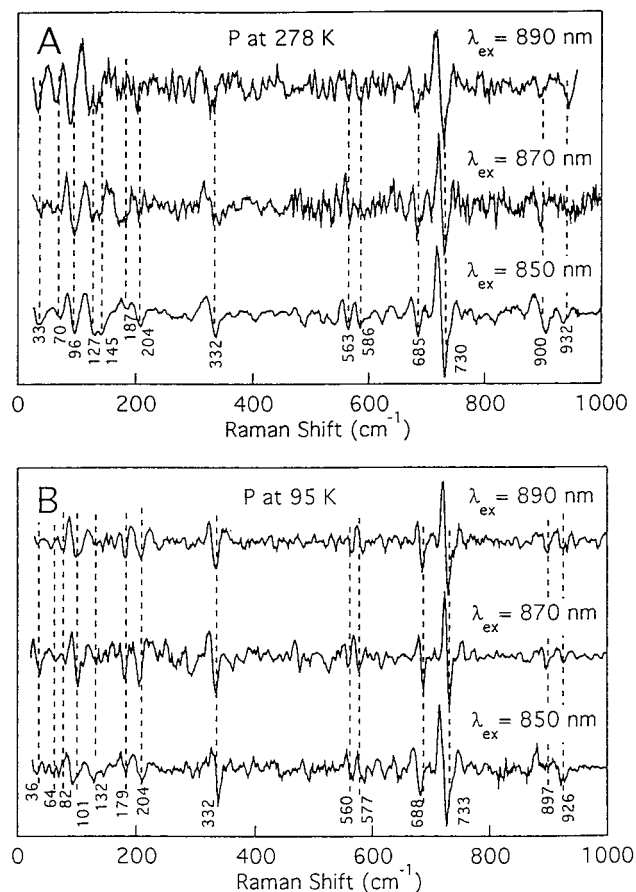 A
P at 278 K
λex = 890 nm
λex = 870 nm
λex = 850 nm
33 70 96 127 145 187 204 332 563 586 685 730 900 932
0 200 400 600 800 1000
Raman Shift (cm-1)
B
P at 95 K
λex = 890 nm
λex = 870 nm
λex = 850 nm
36 64 82 101 132 179 204 332 560 577 688 733 897 926
0 200 400 600 800 1000
Raman Shift (cm-1)